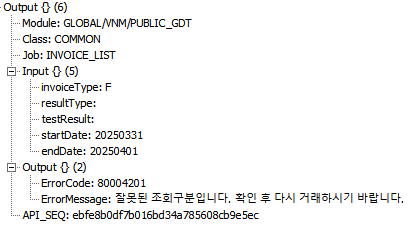 Output {} (6)
Module: GLOBAL/VNM/PUBLIC_GDT
Class: COMMON
Job: INVOICE_LIST
Input {} (5)
invoiceType: F
resultType:
testResult:
startDate: 20250331
endDate: 20250401
Output {} (2)
ErrorCode: 80004201
ErrorMessage: 잘못된 조회구분입니다. 확인 후 다시 거래하시기 바랍니다.
API_SEQ: ebfe8b0df7b016bd34a785608cb9e5ec